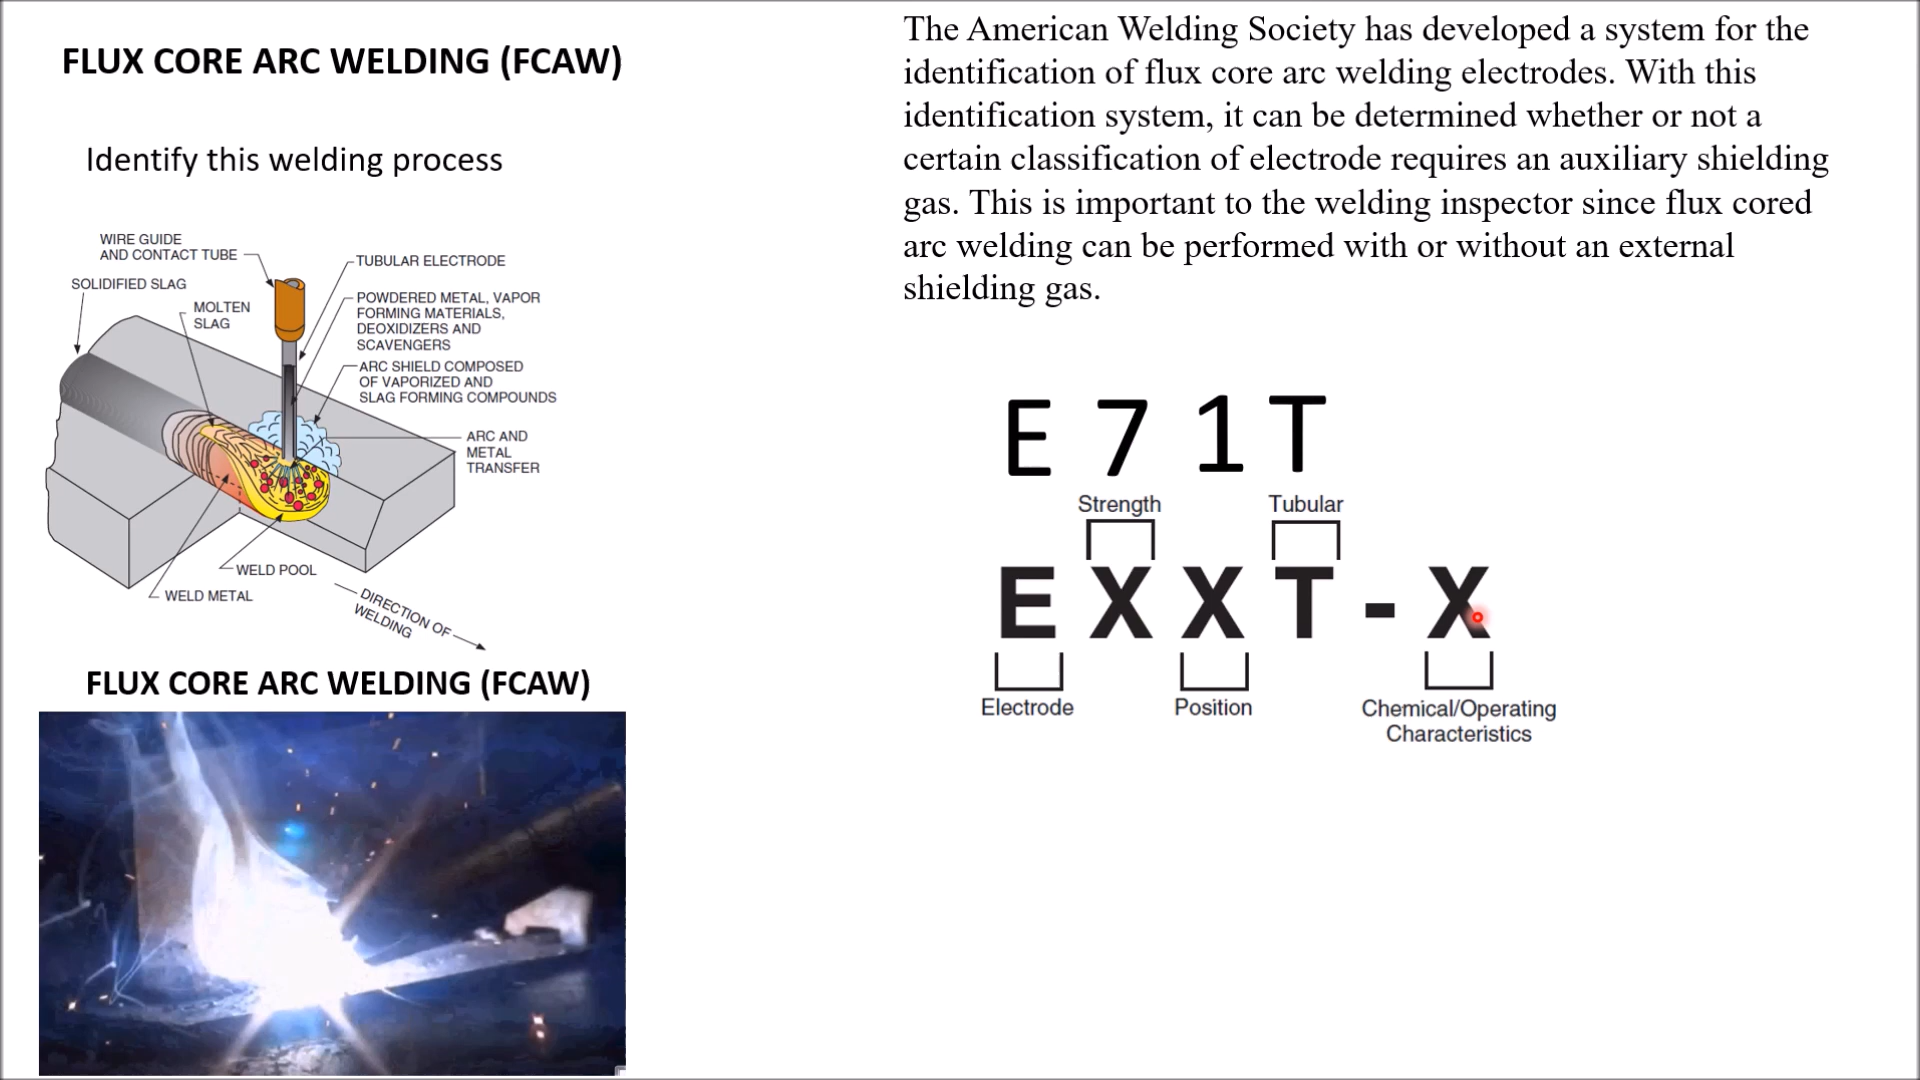 FLUX CORE ARC WELDING (FCAW)
Identify this welding process
WIRE GUIDE
AND CONTACT TUBE
SOLIDIFIED SLAG
MOLTEN
SLAG
TUBULAR ELECTRODE
POWDERED METAL, VAPOR
FORMING MATERIALS,
DEOXIDIZERS AND
SCAVENGERS
ARC SHIELD COMPOSED
OF VAPORIZED AND
SLAG FORMING COMPOUNDS
ARC AND
METAL
TRANSFER
WELD POOL
WELD METAL
DIRECTION OF
WELDING
FLUX CORE ARC WELDING (FCAW)
The American Welding Society has developed a system for the
identification of flux core arc welding electrodes. With this
identification system, it can be determined whether or not a
certain classification of electrode requires an auxiliary shielding
gas. This is important to the welding inspector since flux cored
arc welding can be performed with or without an external
shielding gas.
E 7 1 T
Strength Tubular
E X X T - X
Electrode Position Chemical/Operating
Characteristics